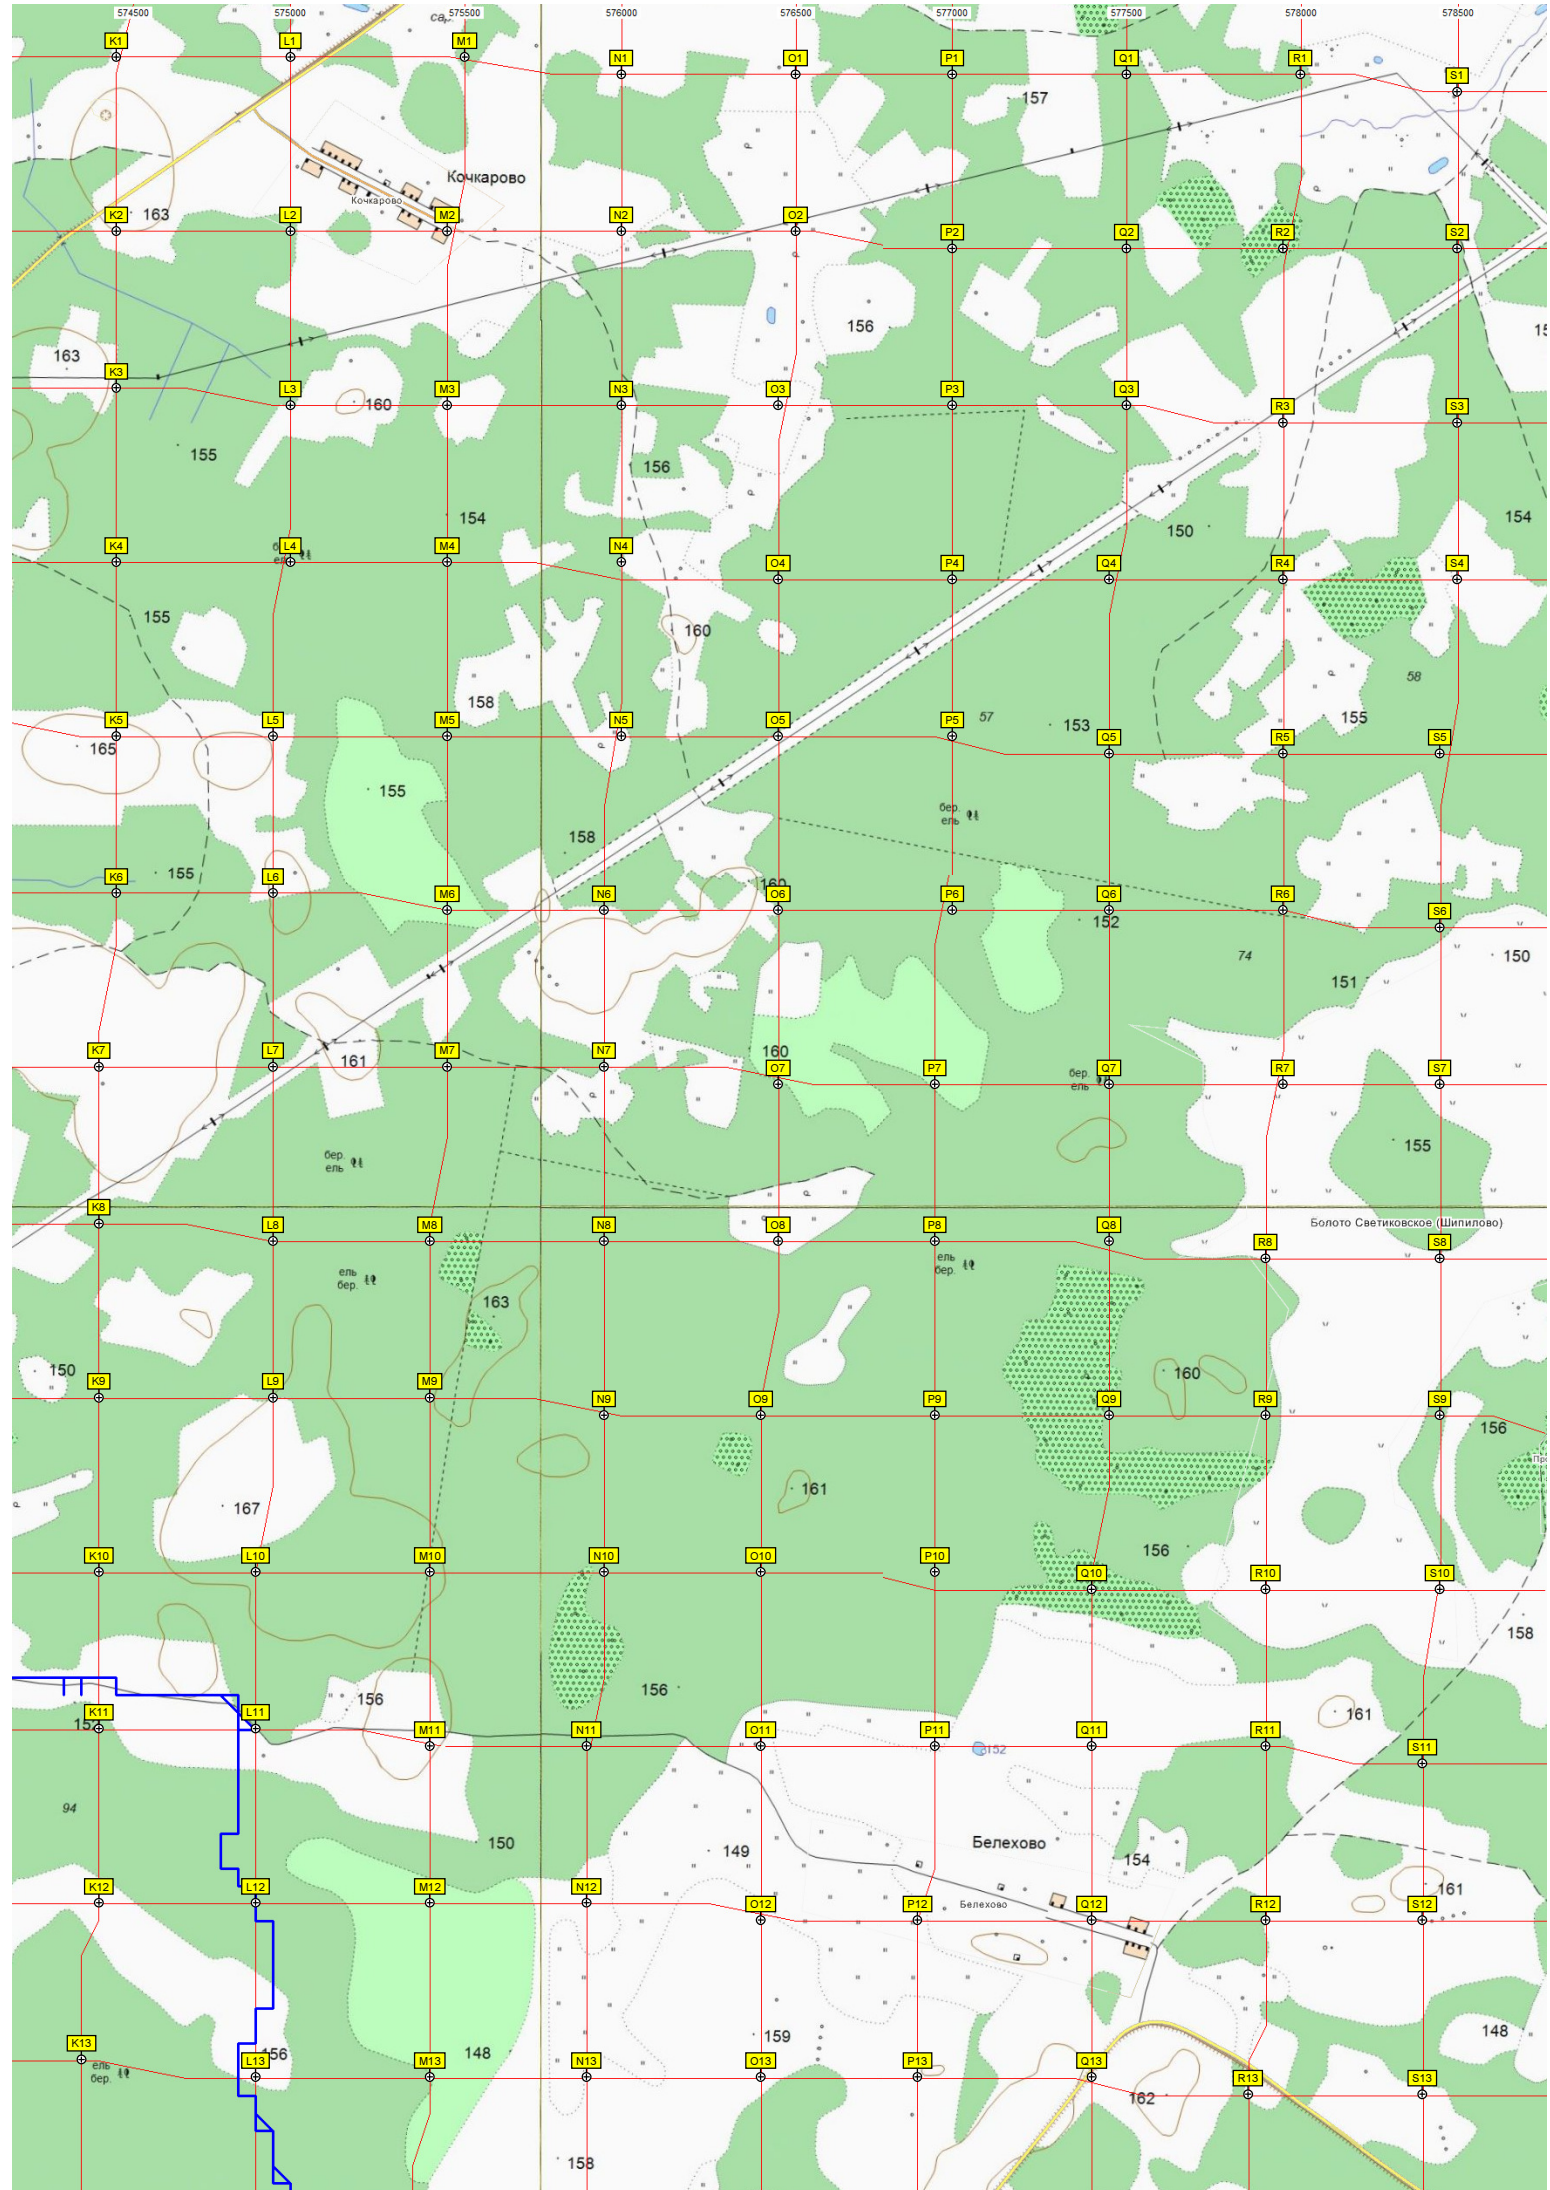 574500 575000 575500 576000 576500 577000 577500 578000 578500
K1 L1 M1 N1 O1 P1 Q1 R1 S1
157
Кочкарово
Кочкарово
163
K2 L2 M2 N2 O2 P2 Q2 R2 S2
156
163
K3 L3 M3 N3 O3 P3 Q3 R3 S3
160
155
156
154
150
154
K4 L4 M4 N4 O4 P4 Q4 R4 S4
155
160
58
158
57
153
155
K5 L5 M5 N5 O5 P5 Q5 R5 S5
165
155
бер.
ель
158
155
160
K6 L6 M6 N6 O6 P6 Q6 R6 S6
152
74
150
151
K7 L7 M7 N7 O7 P7 Q7 R7 S7
161
160
бер.
ель
155
бер.
ель
K8 L8 M8 N8 O8 P8 Q8 R8 S8
Болото Светиковское (Шипилово)
ель
бер.
ель
бер.
163
150
160
K9 L9 M9 N9 O9 P9 Q9 R9 S9
156
161
167
156
K10 L10 M10 N10 O10 P10 Q10 R10 S10
158
156
156
161
K11 L11 M11 N11 O11 P11 Q11 R11 S11
152
152
94
150
149
Белехово
154
161
K12 L12 M12 N12 O12 P12 Q12 R12 S12
Белехово
159
148
K13 L13 M13 N13 O13 P13 Q13 R13 S13
156
148
ель
бер.
162
158